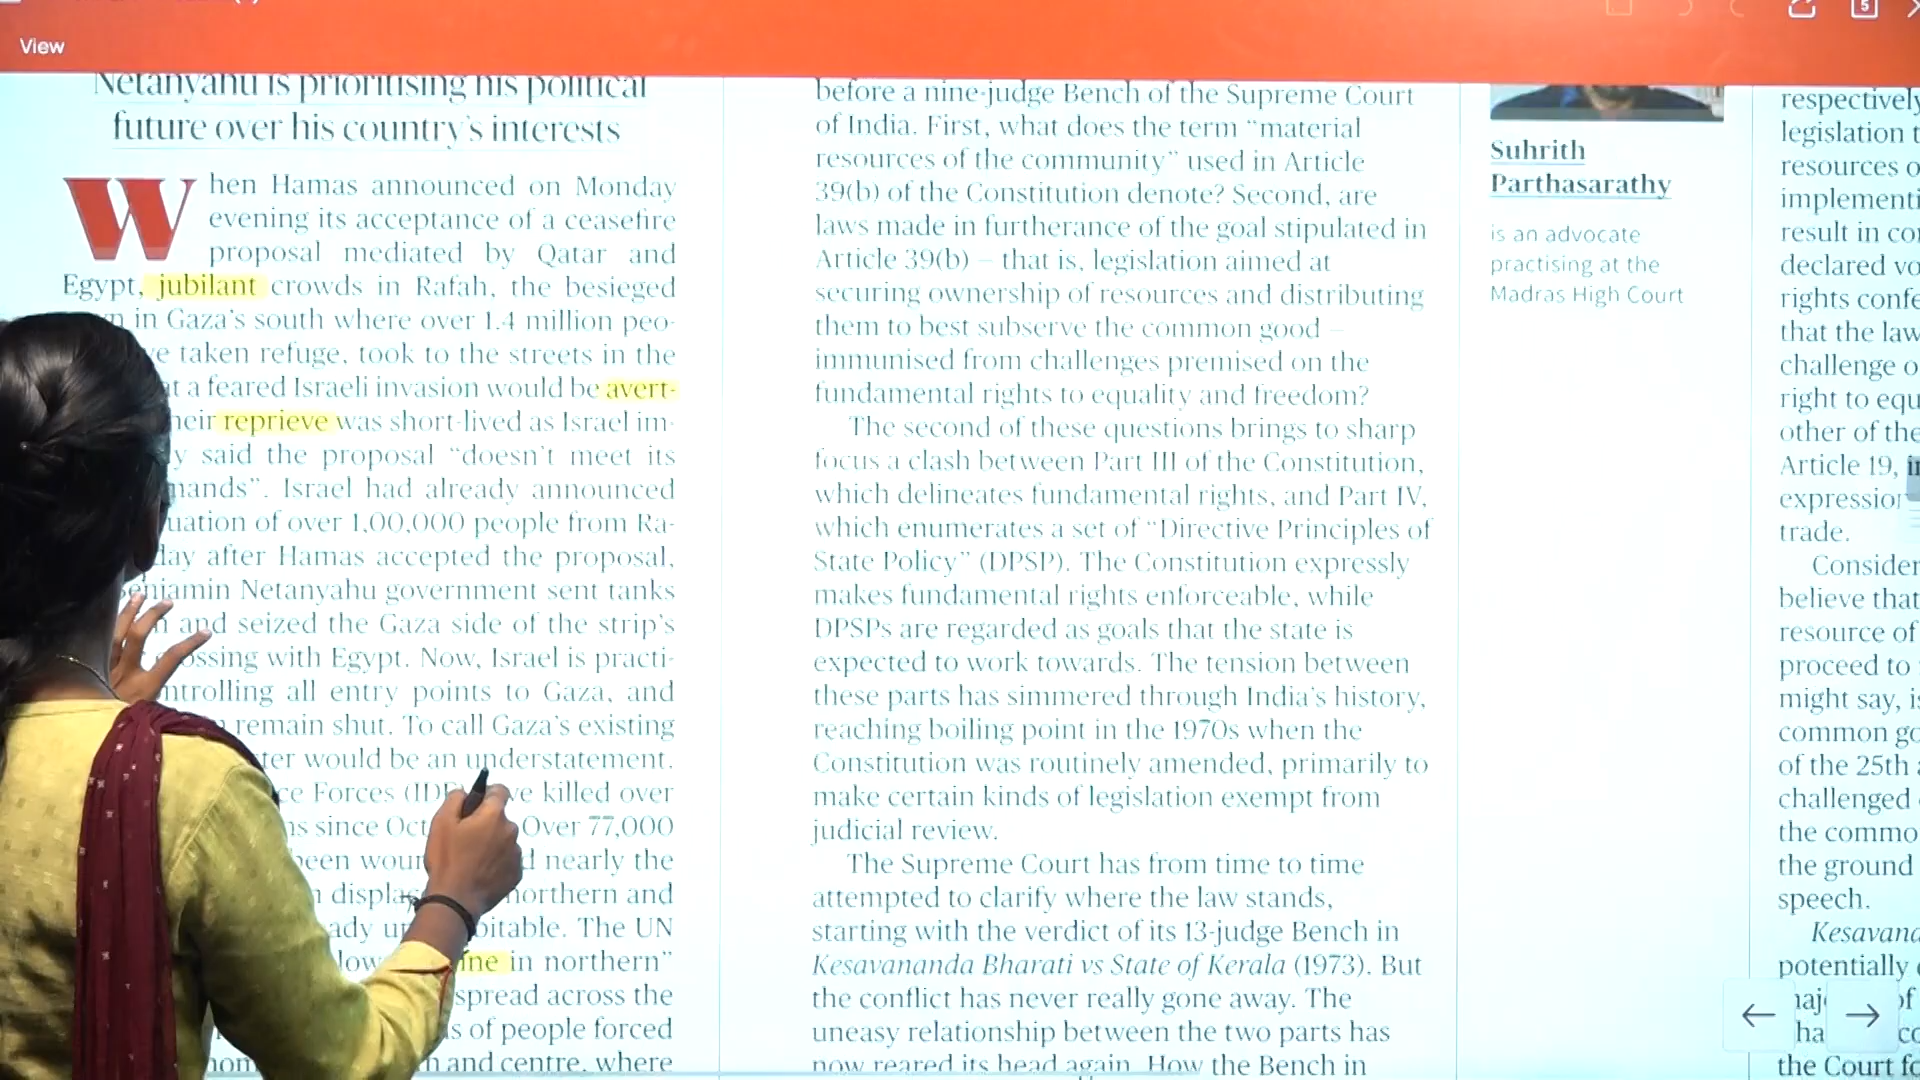 View
5
Netanyahu is prioritising his political
future over his country's interests
When Hamas announced on Monday
evening its acceptance of a ceasefire
proposal mediated by Qatar and
Egypt, jubilant crowds in Rafah, the besieged
in Gaza's south where over 1.4 million peo-
taken refuge, took to the streets in the
a feared Israeli invasion would be avert-
reprieve was short-lived as Israel im-
said the proposal "doesn't meet its
mands". Israel had already announced
uation of over 1,00,000 people from Ra-
day after Hamas accepted the proposal,
Benjamin Netanyahu government sent tanks
and seized the Gaza side of the strip's
ossing with Egypt. Now, Israel is practi-
ntrolling all entry points to Gaza, and
remain shut. To call Gaza's existing
ter would be an understatement.
ce Forces (IDF) killed over
ns since Oct Over 77,000
been woun nearly the
displa northern and
ady un bitable. The UN
ine in northern"
spread across the
of people forced
and centre, where
before a nine-judge Bench of the Supreme Court
of India. First, what does the term "material
resources of the community" used in Article
39(b) of the Constitution denote? Second, are
laws made in furtherance of the goal stipulated in
Article 39(b) – that is, legislation aimed at
securing ownership of resources and distributing
them to best subserve the common good –
immunised from challenges premised on the
fundamental rights to equality and freedom?
The second of these questions brings to sharp
focus a clash between Part III of the Constitution,
which delineates fundamental rights, and Part IV,
which enumerates a set of "Directive Principles of
State Policy" (DPSP). The Constitution expressly
makes fundamental rights enforceable, while
DPSPs are regarded as goals that the state is
expected to work towards. The tension between
these parts has simmered through India's history,
reaching boiling point in the 1970s when the
Constitution was routinely amended, primarily to
make certain kinds of legislation exempt from
judicial review.
The Supreme Court has from time to time
attempted to clarify where the law stands,
starting with the verdict of its 13-judge Bench in
Kesavananda Bharati vs State of Kerala (1973). But
the conflict has never really gone away. The
uneasy relationship between the two parts has
now reared its head again. How the Bench in
Suhrith
Parthasarathy
is an advocate
practising at the
Madras High Court
respectively
legislation t
resources o
implementi
result in co
declared vo
rights confe
that the law
challenge o
right to equ
other of the
Article 19, i
expression
trade.
Consider
believe that
resource of
proceed to
might say, is
common go
of the 25th
challenged
the commo
the ground
speech.
Kesavana
potentially
the Court fo